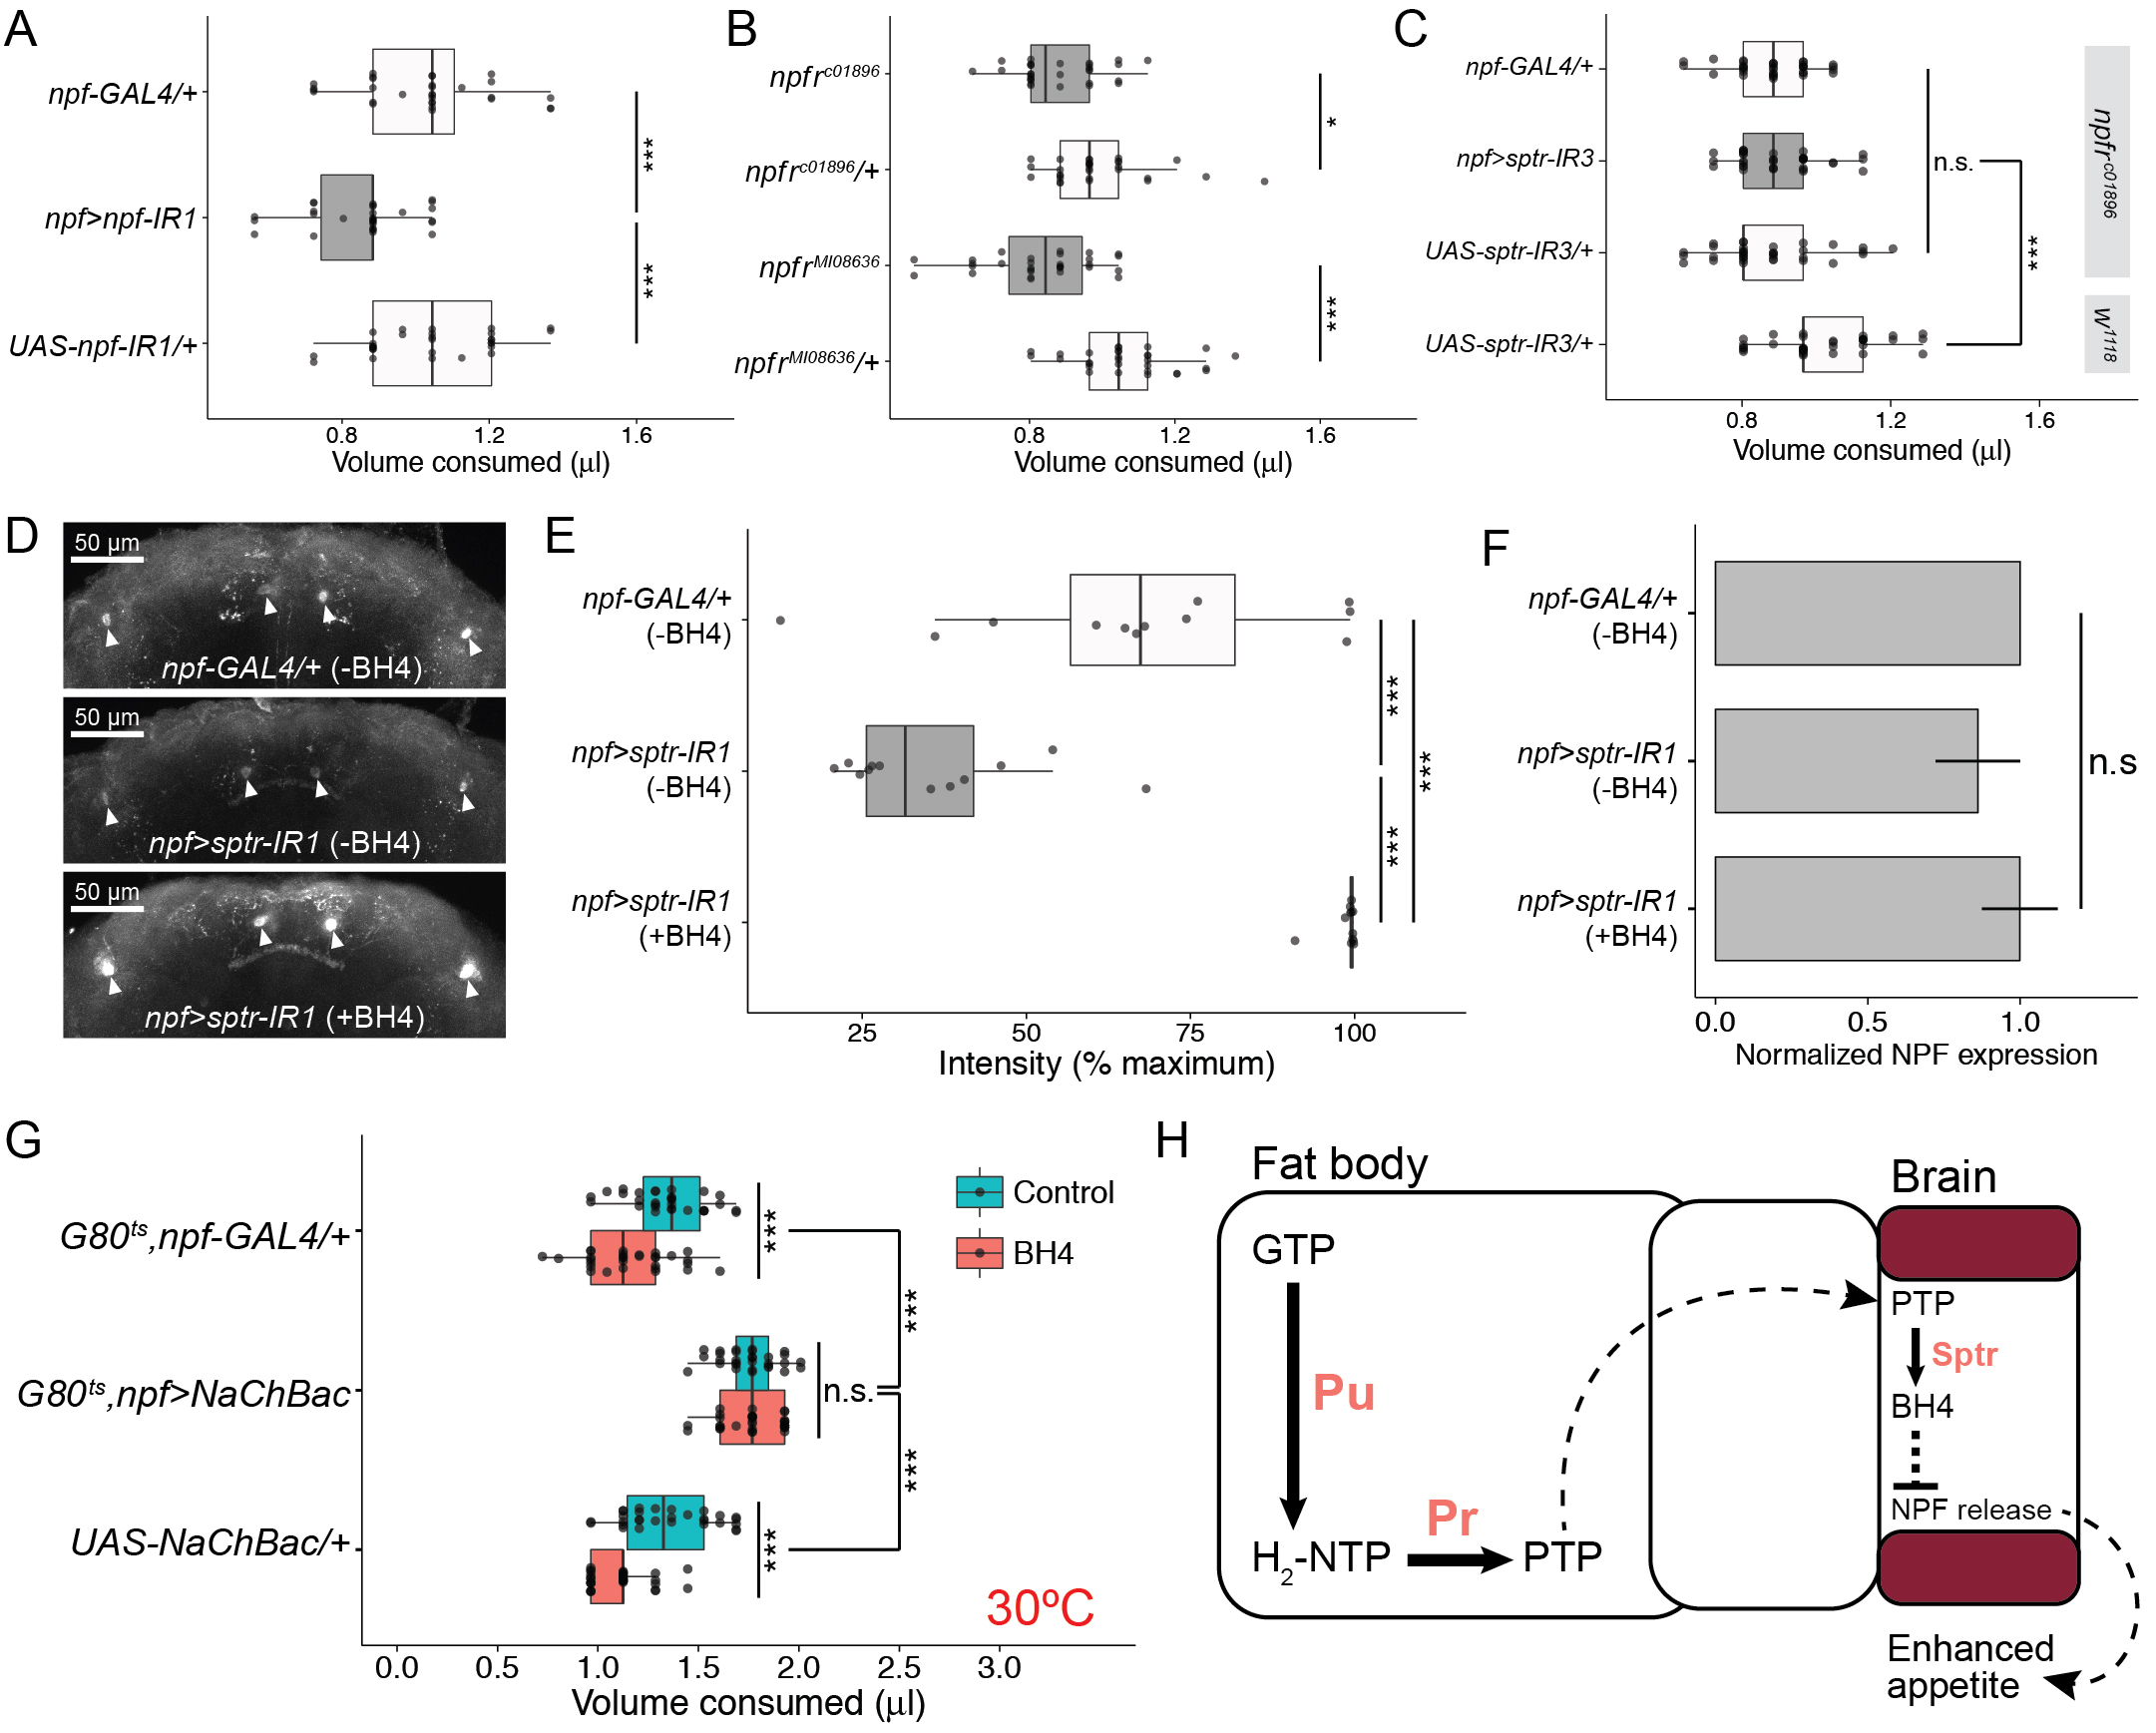 A
npf-GAL4/+
npf>npf-IR1
UAS-npf-IR1/+
***
***
0.8 1.2 1.6
Volume consumed (µl)
B
npfr^c01896
npfr^c01896/+
npfr^MI08636
npfr^MI08636/+
*
***
0.8 1.2 1.6
Volume consumed (µl)
C
npf-GAL4/+
npf>sptr-IR3
UAS-sptr-IR3/+
UAS-sptr-IR3/+
n.s.
***
npfr^c01896
w^1118
0.8 1.2 1.6
Volume consumed (µl)
D
50 µm
npf-GAL4/+ (-BH4)
50 µm
npf>sptr-IR1 (-BH4)
50 µm
npf>sptr-IR1 (+BH4)
E
npf-GAL4/+
(-BH4)
npf>sptr-IR1
(-BH4)
npf>sptr-IR1
(+BH4)
***
***
***
25 50 75 100
Intensity (% maximum)
F
npf-GAL4/+
(-BH4)
npf>sptr-IR1
(-BH4)
npf>sptr-IR1
(+BH4)
n.s
0.0 0.5 1.0
Normalized NPF expression
G
G80^ts,npf-GAL4/+
G80^ts,npf>NaChBac
UAS-NaChBac/+
***
n.s.
***
***
***
Control
BH4
30ºC
0.0 0.5 1.0 1.5 2.0 2.5 3.0
Volume consumed (µl)
H
Fat body
Brain
GTP
Pu
H2-NTP
Pr
PTP
PTP
Sptr
BH4
NPF release
Enhanced
appetite